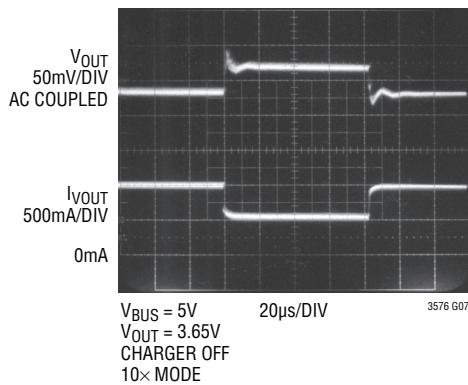 VOUT
50mV/DIV
AC COUPLED
IVOUT
500mA/DIV
0mA
VBUS = 5V
20µs/DIV
3576 G07
VOUT = 3.65V
CHARGER OFF
10× MODE